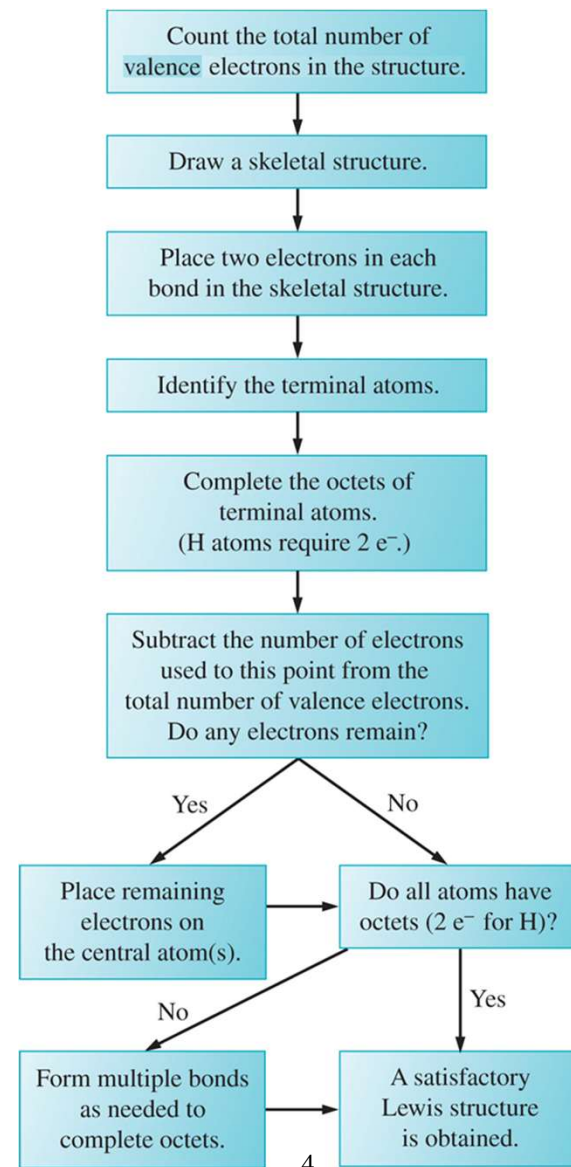 Count the total number of
valence electrons in the structure.
Draw a skeletal structure.
Place two electrons in each
bond in the skeletal structure.
Identify the terminal atoms.
Complete the octets of
terminal atoms.
(H atoms require 2 e⁻.)
Subtract the number of electrons
used to this point from the
total number of valence electrons.
Do any electrons remain?
Yes
No
Place remaining
electrons on
the central atom(s).
Do all atoms have
octets (2 e⁻ for H)?
No
Yes
Form multiple bonds
as needed to
complete octets.
A satisfactory
Lewis structure
is obtained.
4